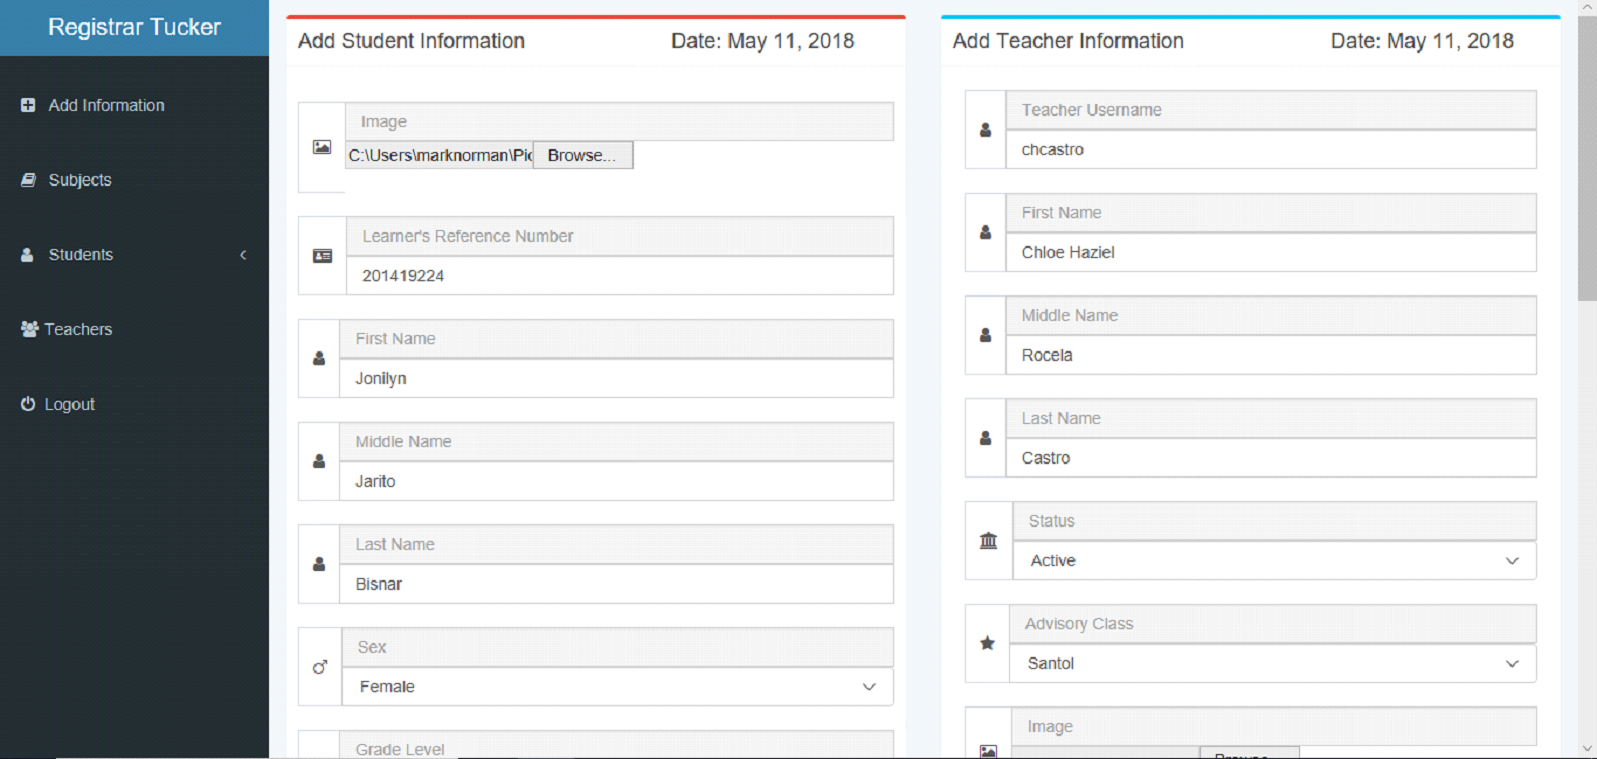 Registrar Tucker
Add Information
Subjects
Students
Teachers
Logout
Add Student Information Date: May 11, 2018
Image
C:\Users\marknorman\Pic Browse...
Learner's Reference Number
201419224
First Name
Jonilyn
Middle Name
Jarito
Last Name
Bisnar
Sex
Female
Grade Level
Add Teacher Information Date: May 11, 2018
Teacher Username
chcastro
First Name
Chloe Haziel
Middle Name
Rocela
Last Name
Castro
Status
Active
Advisory Class
Santol
Image
Browse...